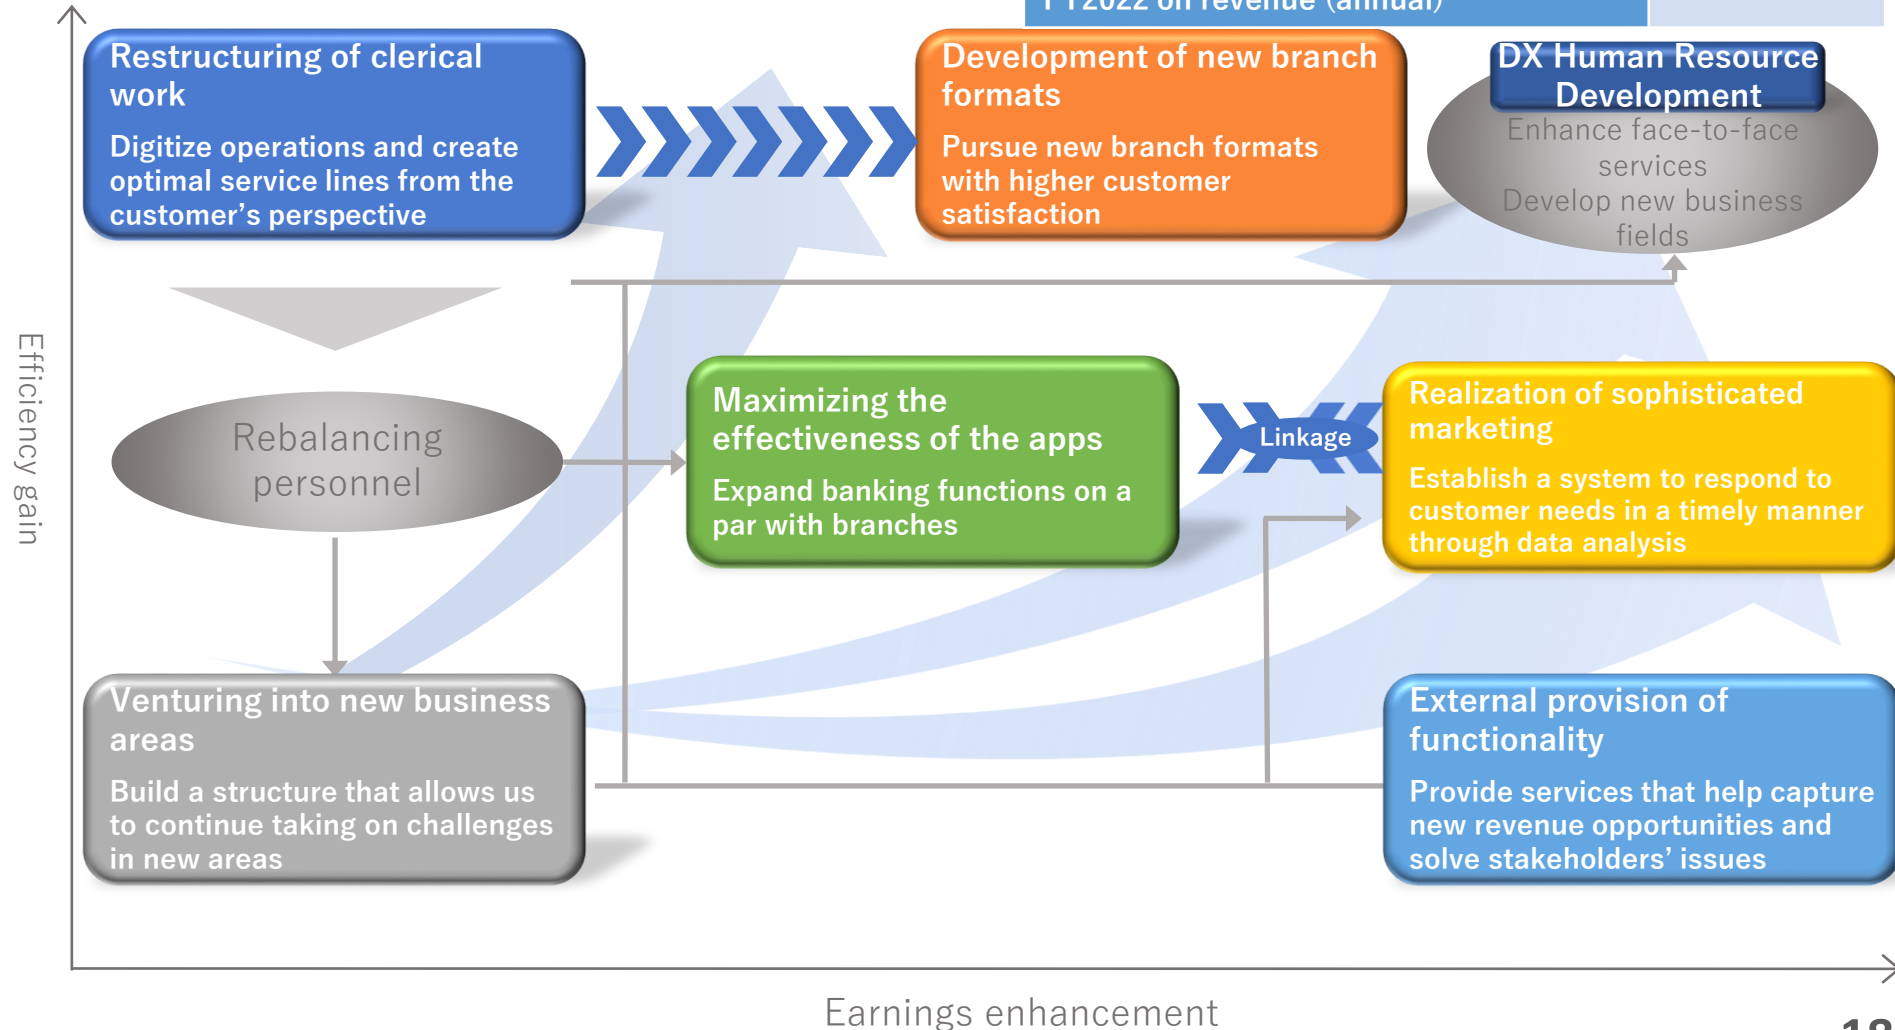 FY2022 on revenue (annual)
Restructuring of clerical
work
Digitize operations and create
optimal service lines from the
customer’s perspective
Development of new branch
formats
Pursue new branch formats
with higher customer
satisfaction
DX Human Resource
Development
Enhance face-to-face
services
Develop new business
fields
Efficiency gain
Rebalancing
personnel
Maximizing the
effectiveness of the apps
Expand banking functions on a
par with branches
Linkage
Realization of sophisticated
marketing
Establish a system to respond to
customer needs in a timely manner
through data analysis
Venturing into new business
areas
Build a structure that allows us
to continue taking on challenges
in new areas
External provision of
functionality
Provide services that help capture
new revenue opportunities and
solve stakeholders’ issues
Earnings enhancement
18